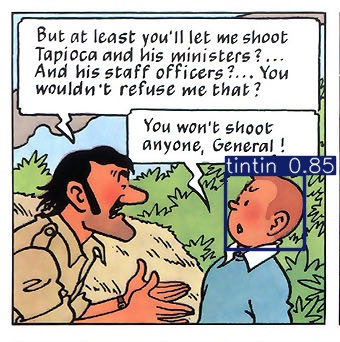 But at least you'll let me shoot
Tapioca and his ministers?...
And his staff officers?... You
wouldn't refuse me that?
You won't shoot
anyone, General!
tintin 0.85